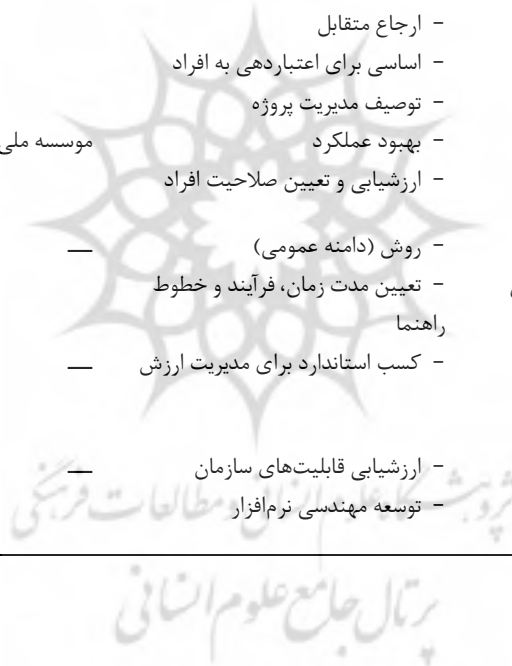 - ارجاع متقابل
- اساسی برای اعتباردهی به افراد
- توصیف مدیریت پروژه
- بهبود عملکرد موسسه ملی
- ارزشیابی و تعیین صلاحیت افراد
- روش (دامنه عمومی) —
- تعیین مدت زمان، فرآیند و خطوط
راهنما
- کسب استاندارد برای مدیریت ارزش —
- ارزشیابی قابلیت‌های سازمان —
- توسعه مهندسی نرم‌افزار
پژوهشگاه علوم انسانی و مطالعات فرهنگی
پرتال جامع علوم انسانی